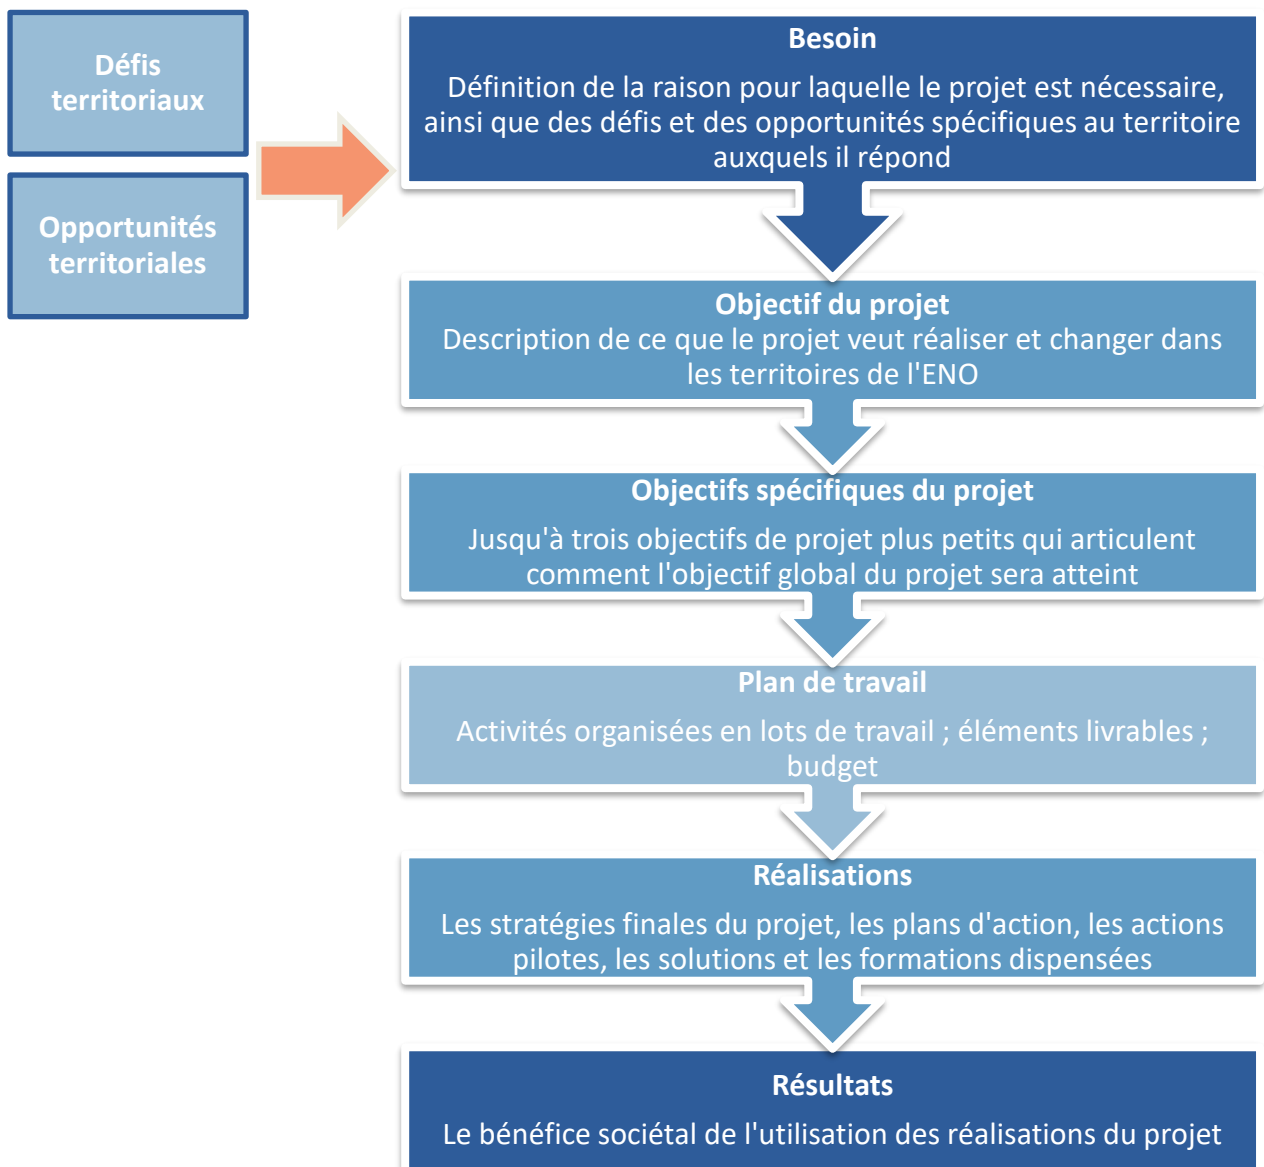 Défis
territoriaux
Opportunités
territoriales
Besoin
Définition de la raison pour laquelle le projet est nécessaire,
ainsi que des défis et des opportunités spécifiques au territoire
auxquels il répond
Objectif du projet
Description de ce que le projet veut réaliser et changer dans
les territoires de l'ENO
Objectifs spécifiques du projet
Jusqu'à trois objectifs de projet plus petits qui articulent
comment l'objectif global du projet sera atteint
Plan de travail
Activités organisées en lots de travail ; éléments livrables ;
budget
Réalisations
Les stratégies finales du projet, les plans d'action, les actions
pilotes, les solutions et les formations dispensées
Résultats
Le bénéfice sociétal de l'utilisation des réalisations du projet